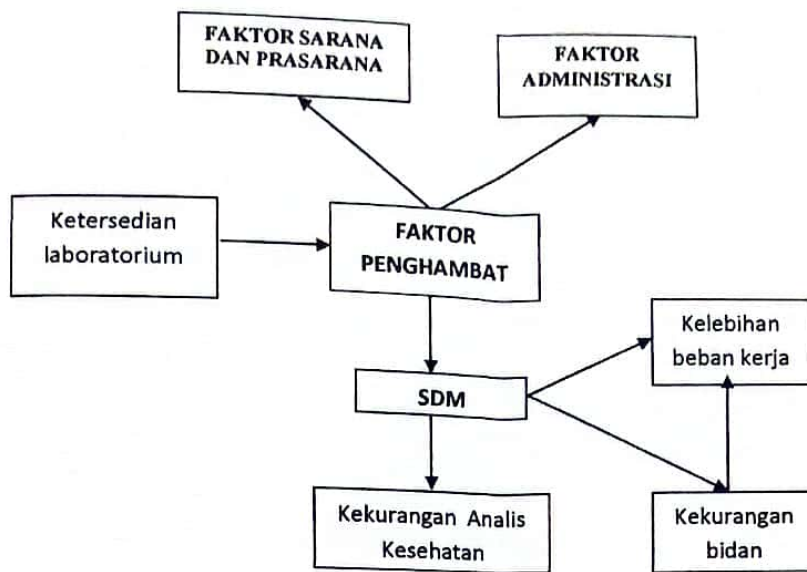 FAKTOR SARANA
DAN PRASARANA
FAKTOR
ADMINISTRASI
Ketersedian
laboratorium
FAKTOR
PENGHAMBAT
Kelebihan
beban kerja
SDM
Kekurangan Analis
Kesehatan
Kekurangan
bidan